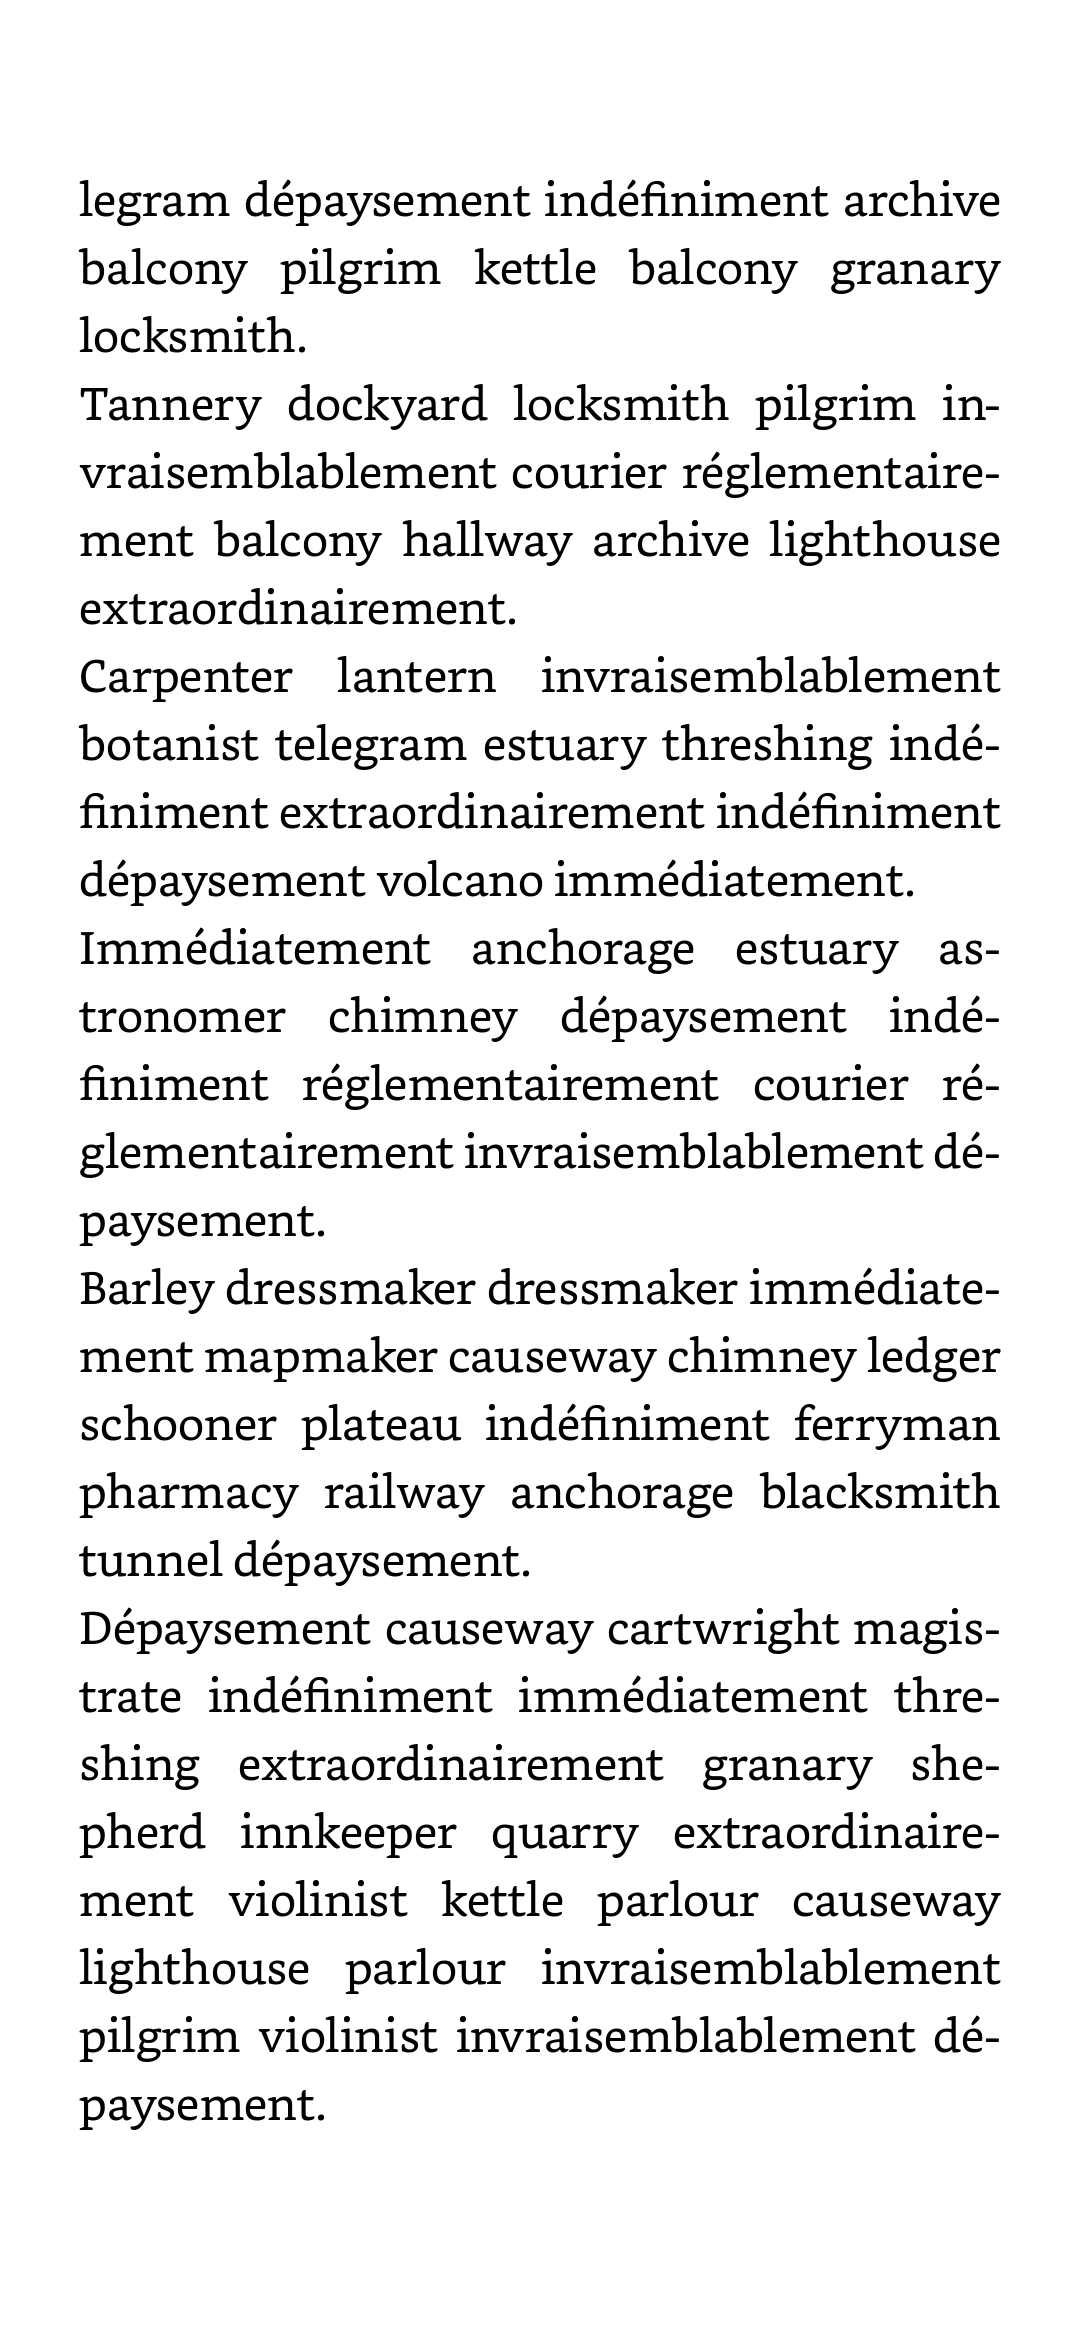 legram dépaysement indéfiniment archive
balcony pilgrim kettle balcony granary
locksmith.
Tannery dockyard locksmith pilgrim in-
vraisemblablement courier réglementaire-
ment balcony hallway archive lighthouse
extraordinairement.
Carpenter lantern invraisemblablement
botanist telegram estuary threshing indé-
finiment extraordinairement indéfiniment
dépaysement volcano immédiatement.
Immédiatement anchorage estuary as-
tronomer chimney dépaysement indé-
finiment réglementairement courier ré-
glementairement invraisemblablement dé-
paysement.
Barley dressmaker dressmaker immédiate-
ment mapmaker causeway chimney ledger
schooner plateau indéfiniment ferryman
pharmacy railway anchorage blacksmith
tunnel dépaysement.
Dépaysement causeway cartwright magis-
trate indéfiniment immédiatement thre-
shing extraordinairement granary she-
pherd innkeeper quarry extraordinaire-
ment violinist kettle parlour causeway
lighthouse parlour invraisemblablement
pilgrim violinist invraisemblablement dé-
paysement.